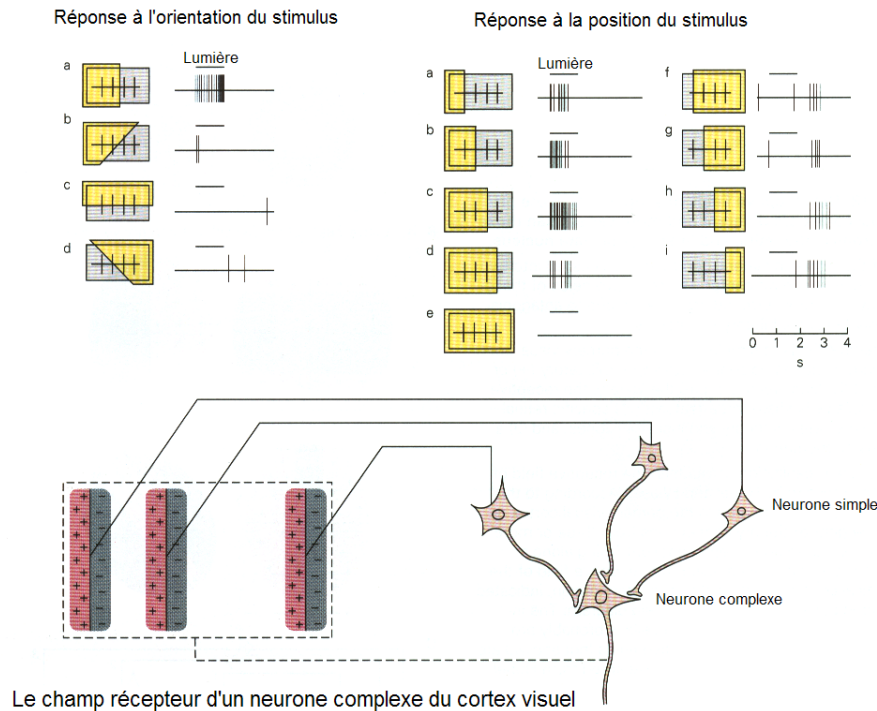 Réponse à l'orientation du stimulus
Lumière
a
b
c
d
Réponse à la position du stimulus
Lumière
a
b
c
d
e
f
g
h
i
0 1 2 3 4
s
+ + + + + + + + + +
- - - - - - - -
+ + + + + + + + + +
- - - - - - - -
+ + + + + + + + + +
- - - - - - - -
Neurone simple
Neurone complexe
Le champ récepteur d'un neurone complexe du cortex visuel